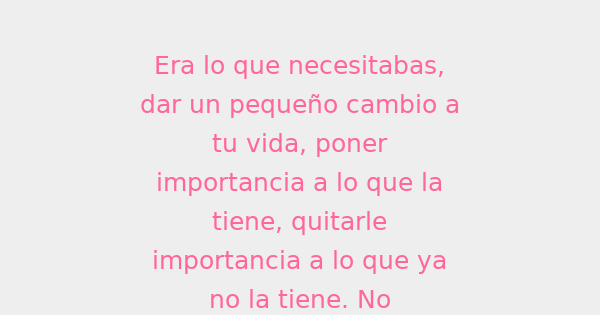 Era lo que necesitabas,
dar un pequeño cambio a
tu vida, poner
importancia a lo que la
tiene, quitarle
importancia a lo que ya
no la tiene. No